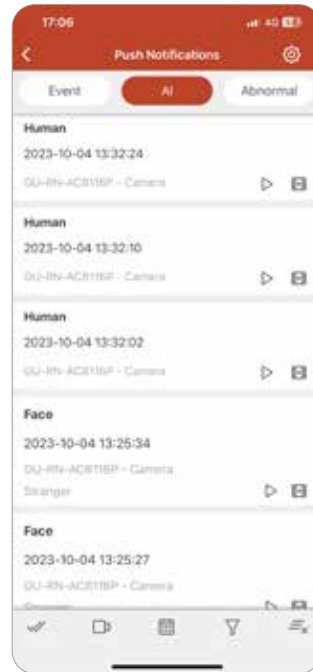 17:06
4G
Push Notifications
Event
AI
Abnormal
Human
2023-10-04 13:32:24
GU-RN-AC8116P - Camera
Human
2023-10-04 13:32:10
GU-RN-AC8116P - Camera
Human
2023-10-04 13:32:02
GU-RN-AC8116P - Camera
Face
2023-10-04 13:25:34
GU-RN-AC8116P - Camera
Stranger
Face
2023-10-04 13:25:27
GU-RN-AC8116P - Camera